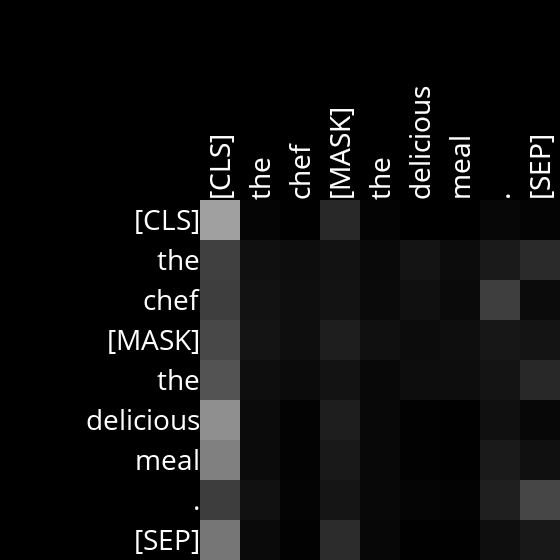 [CLS] the chef [MASK] the delicious meal . [SEP]
[CLS]
the
chef
[MASK]
the
delicious
meal
.
[SEP]